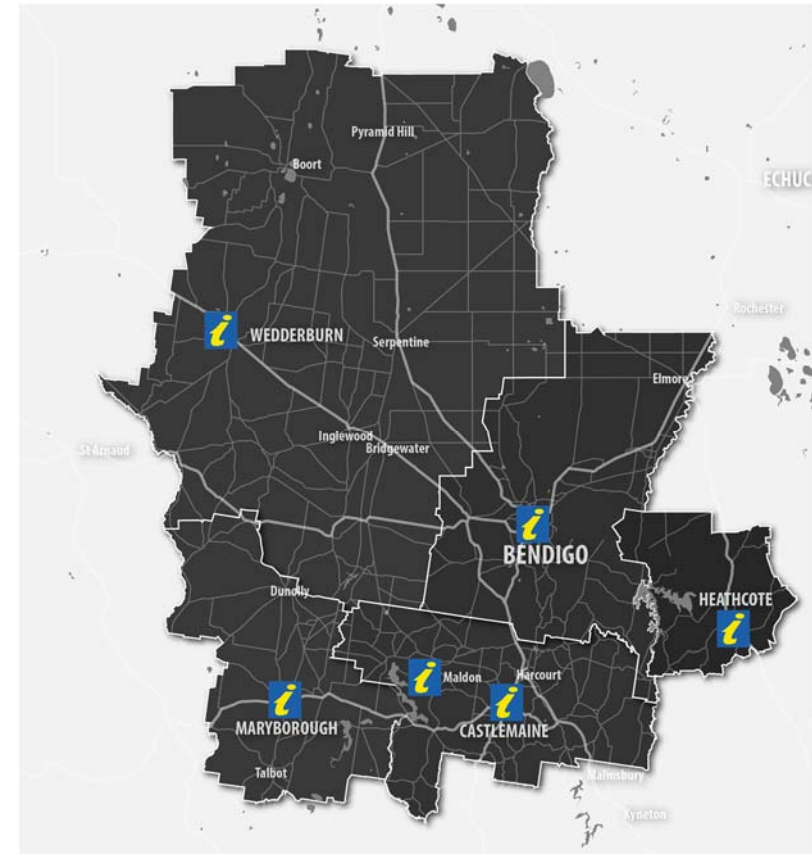 Pyramid Hill
Boort
ECHUC
Rochester
i WEDDERBURN
Serpentine
Elmore
Inglewood
St Arnaud
Bridgewater
i
BENDIGO
Dunolly
HEATHCOTE
i
i Maldon
Harcourt
i
i
MARYBOROUGH
CASTLEMAINE
Talbot
Malmsbury
Kyneton